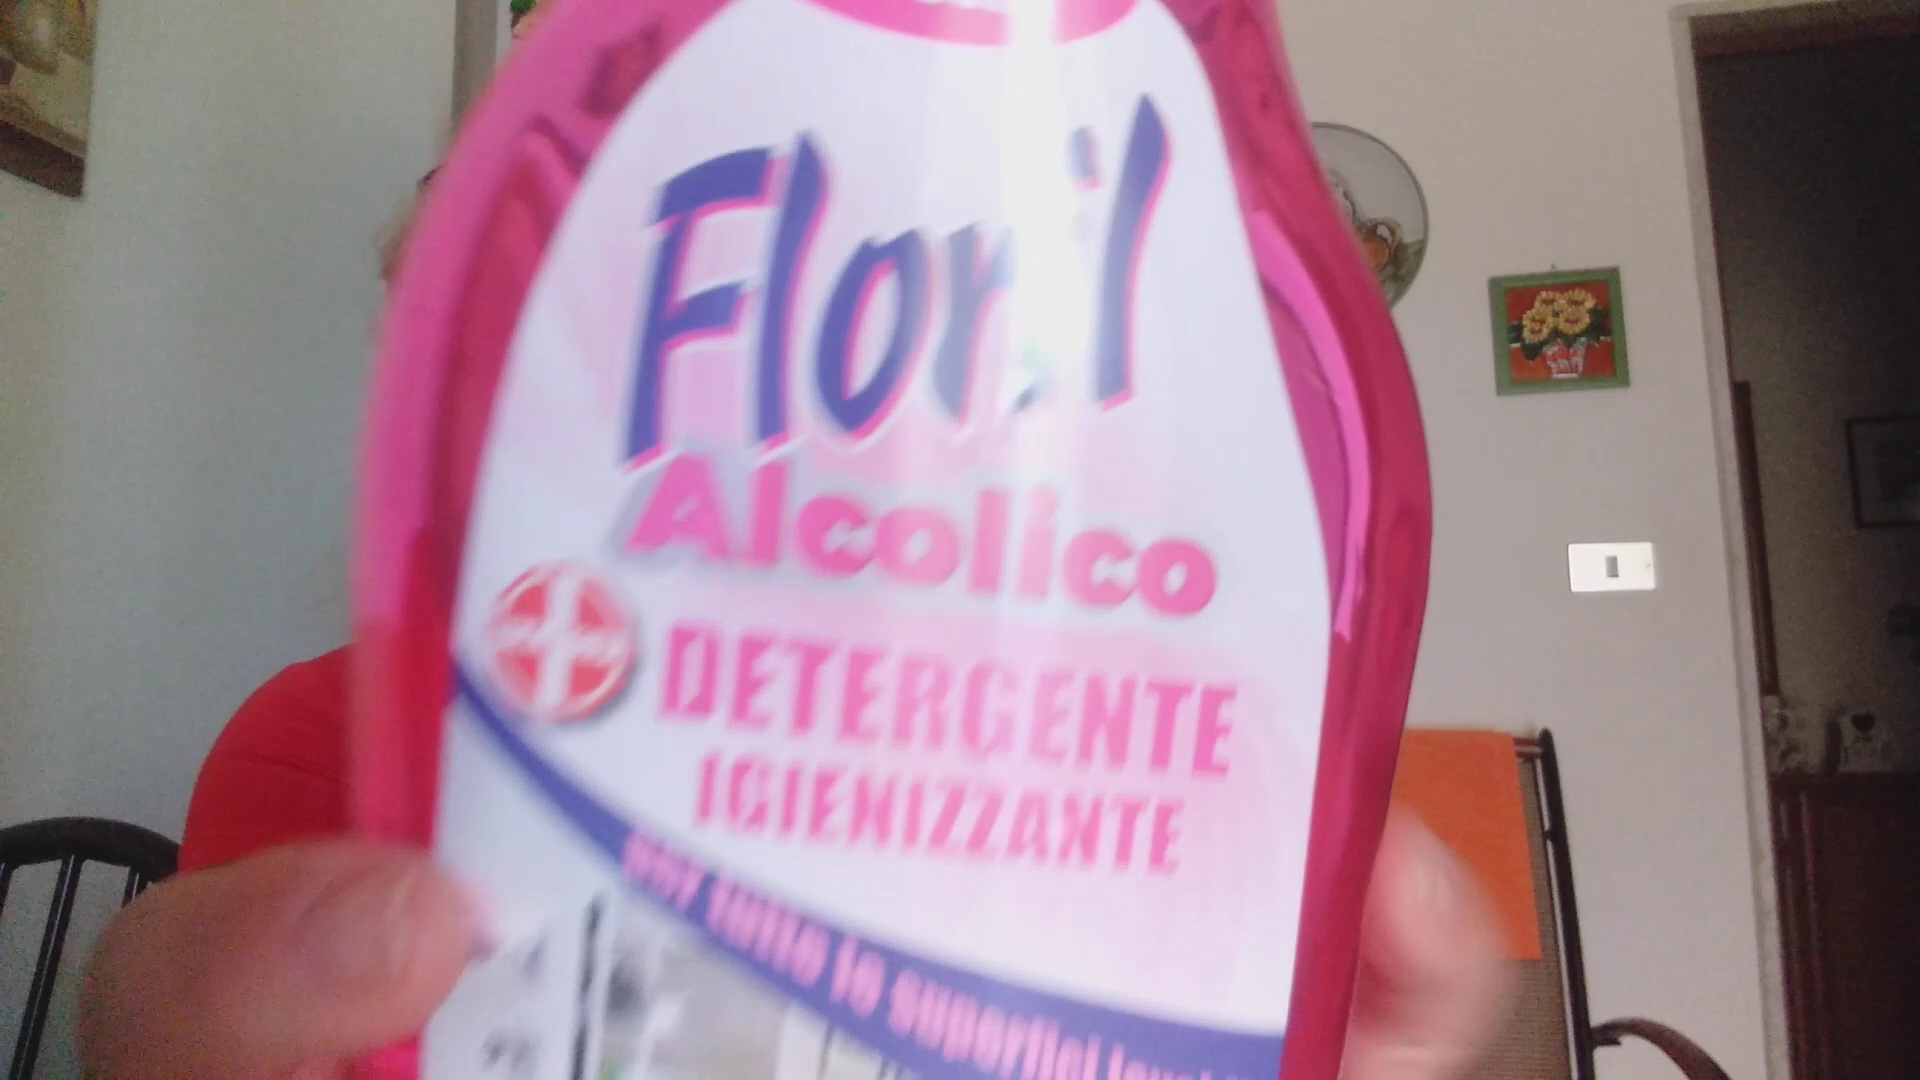 Floril
Alcolico
DETERGENTE
IGIENIZZANTE
per tutte le superfici